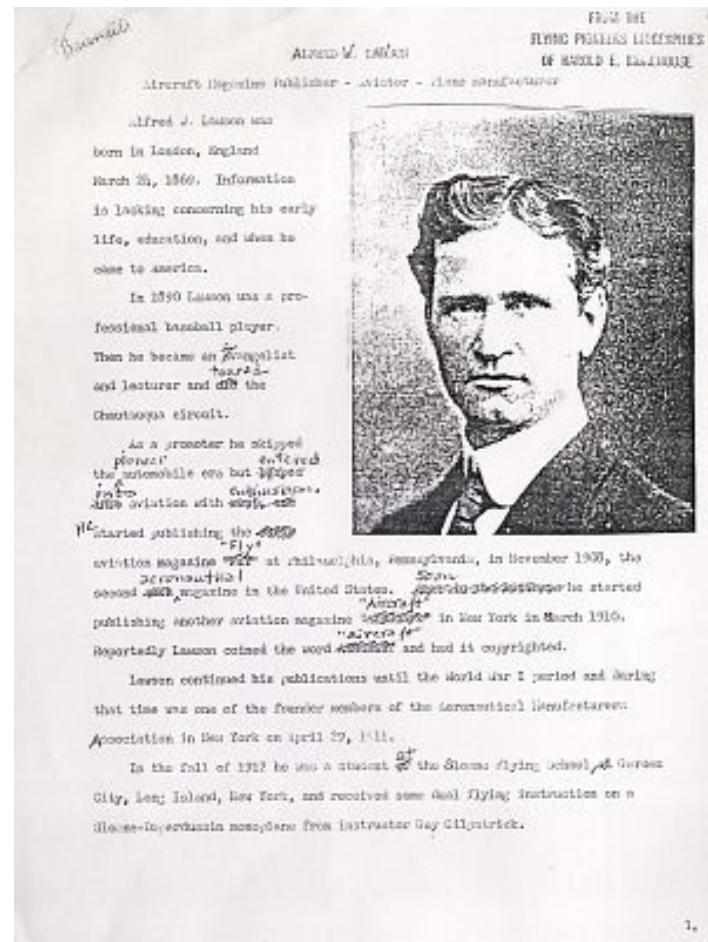 FROM THE
FLYING PIONEERS BIOGRAPHIES
OF HAROLD E. MOREHOUSE
ALFRED W. LAWSON
Aircraft Magazine Publisher - Aviator - Plane Manufacturer
Alfred W. Lawson was
born in London, England
March 24, 1869. Information
is lacking concerning his early
life, education, and when he
came to america.
In 1890 Lawson was a pro-
fessional baseball player.
Then he became an evangelist
toured
and lecturer and the
Chautauqua circuit.
As a promoter he skipped
pioneer entered
the automobile era but
into enthusiasm.
aviation with
He started publishing the
"Fly"
aviation magazine at Philadelphia, Pennsylvania, in November 1908, the
aeronautical Soon
second magazine in the United States. he started
"Aircraft"
publishing another aviation magazine in New York in March 1910.
"aircraft"
Reportedly Lawson coined the word and had it copyrighted.
Lawson continued his publications until the World War I period and during
that time was one of the founder members of the Aeronautical Manufacturers
Association in New York on April 29, 1911.
In the fall of 1912 he was a student at the Sloane Flying School, Garden
City, Long Island, New York, and received some dual flying instruction on a
Sloane-Deperdussin monoplane from instructor Guy Gilpatrick.
1.